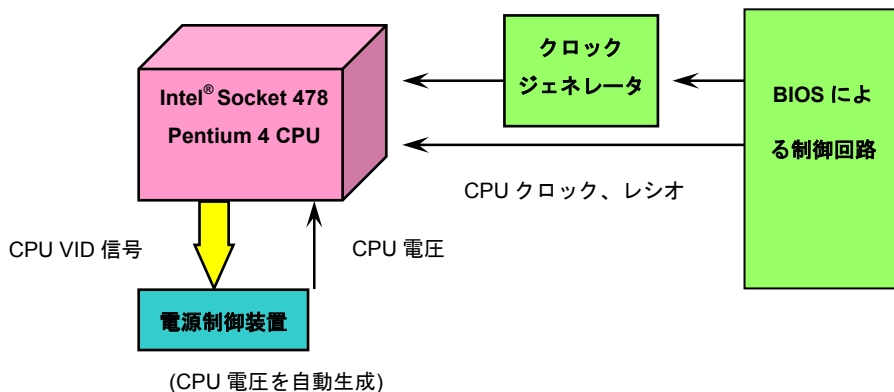 Intel® Socket 478
Pentium 4 CPU
クロック
ジェネレータ
BIOS によ
る制御回路
CPU クロック、レシオ
CPU VID 信号
CPU 電圧
電源制御装置
(CPU 電圧を自動生成)